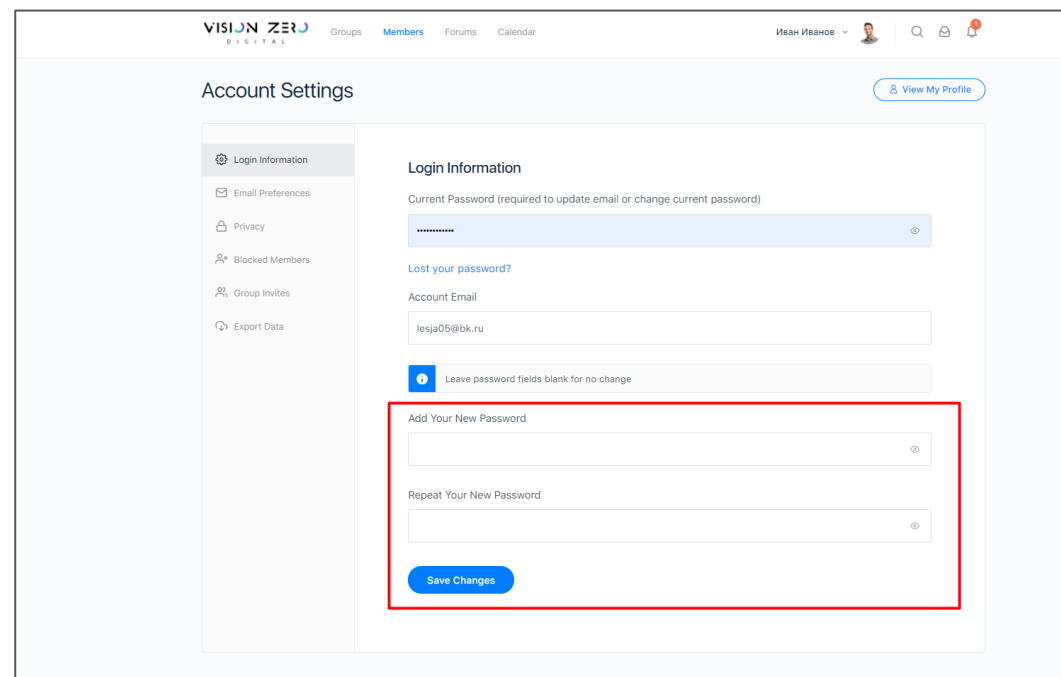 VISION ZERO
DIGITAL
Groups Members Forums Calendar
Иван Иванов
1
Account Settings
View My Profile
Login Information
Email Preferences
Privacy
Blocked Members
Group Invites
Export Data
Login Information
Current Password (required to update email or change current password)
••••••••••••
Lost your password?
Account Email
lesja05@bk.ru
Leave password fields blank for no change
Add Your New Password
Repeat Your New Password
Save Changes